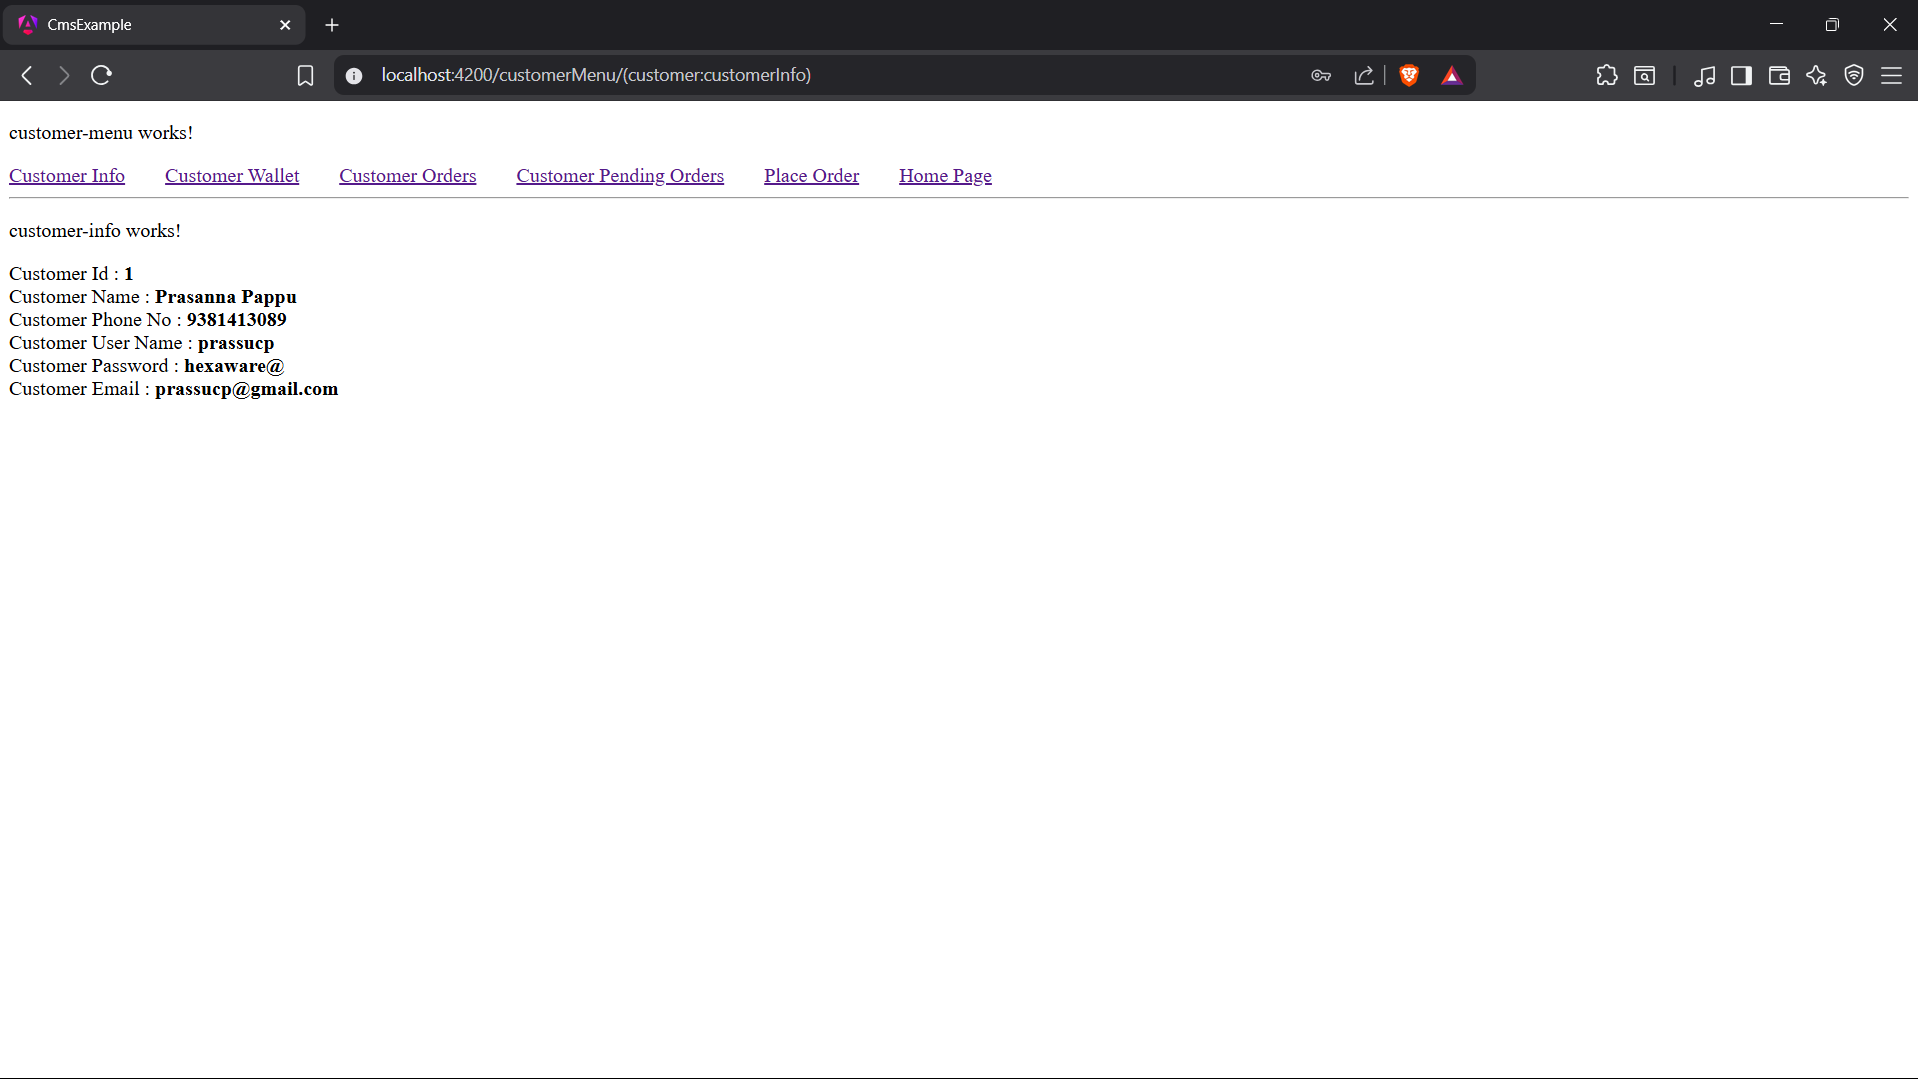 CmsExample
localhost:4200/customerMenu/(customer:customerInfo)
customer-menu works!
Customer Info Customer Wallet Customer Orders Customer Pending Orders Place Order Home Page
customer-info works!
Customer Id : 1
Customer Name : Prasanna Pappu
Customer Phone No : 9381413089
Customer User Name : prassucp
Customer Password : hexaware@
Customer Email : prassucp@gmail.com